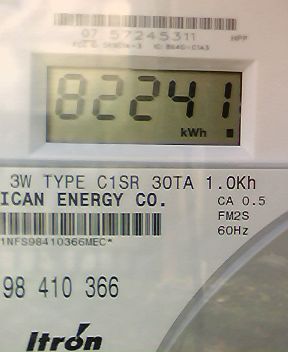 07 57245311 HPP
82241
kWh
3W TYPE C1SR 30TA 1.0Kh
ICAN ENERGY CO. CA 0.5
FM2S
1NFS98410366MEC* 60Hz
98 410 366
Itron